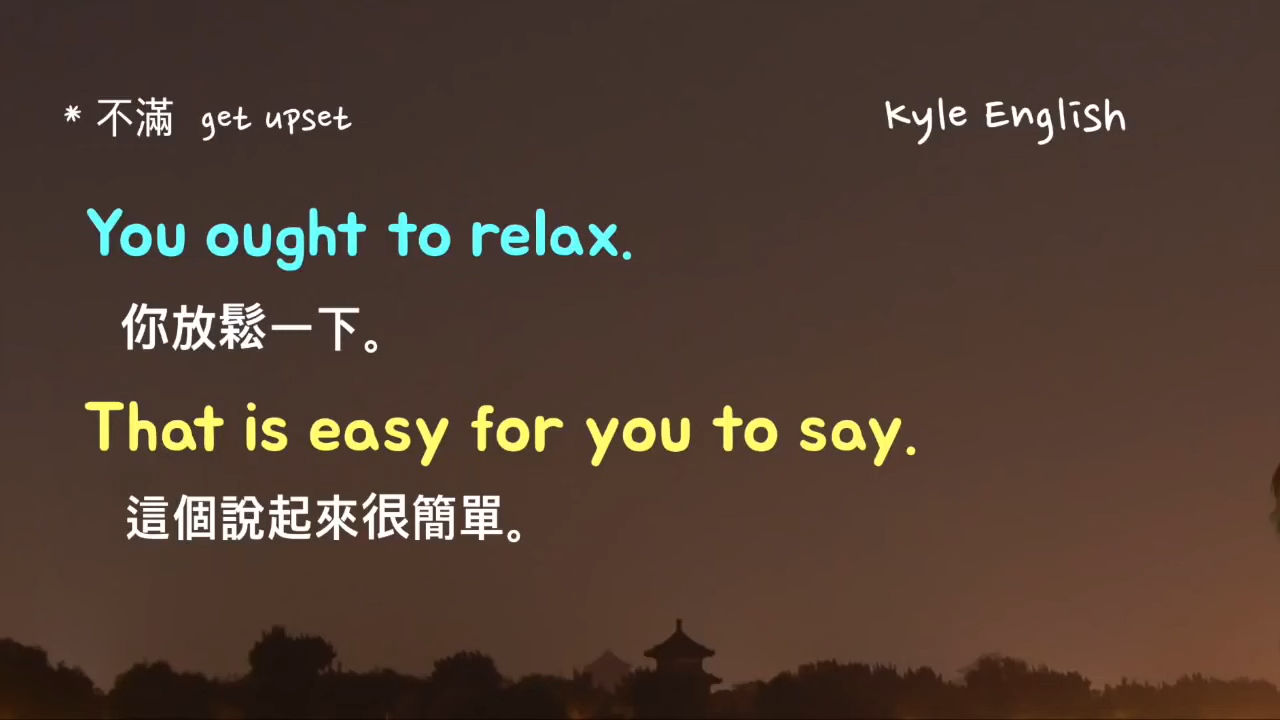 * 不滿 get upset
Kyle English
You ought to relax.
你放鬆一下。
That is easy for you to say.
這個說起來很簡單。